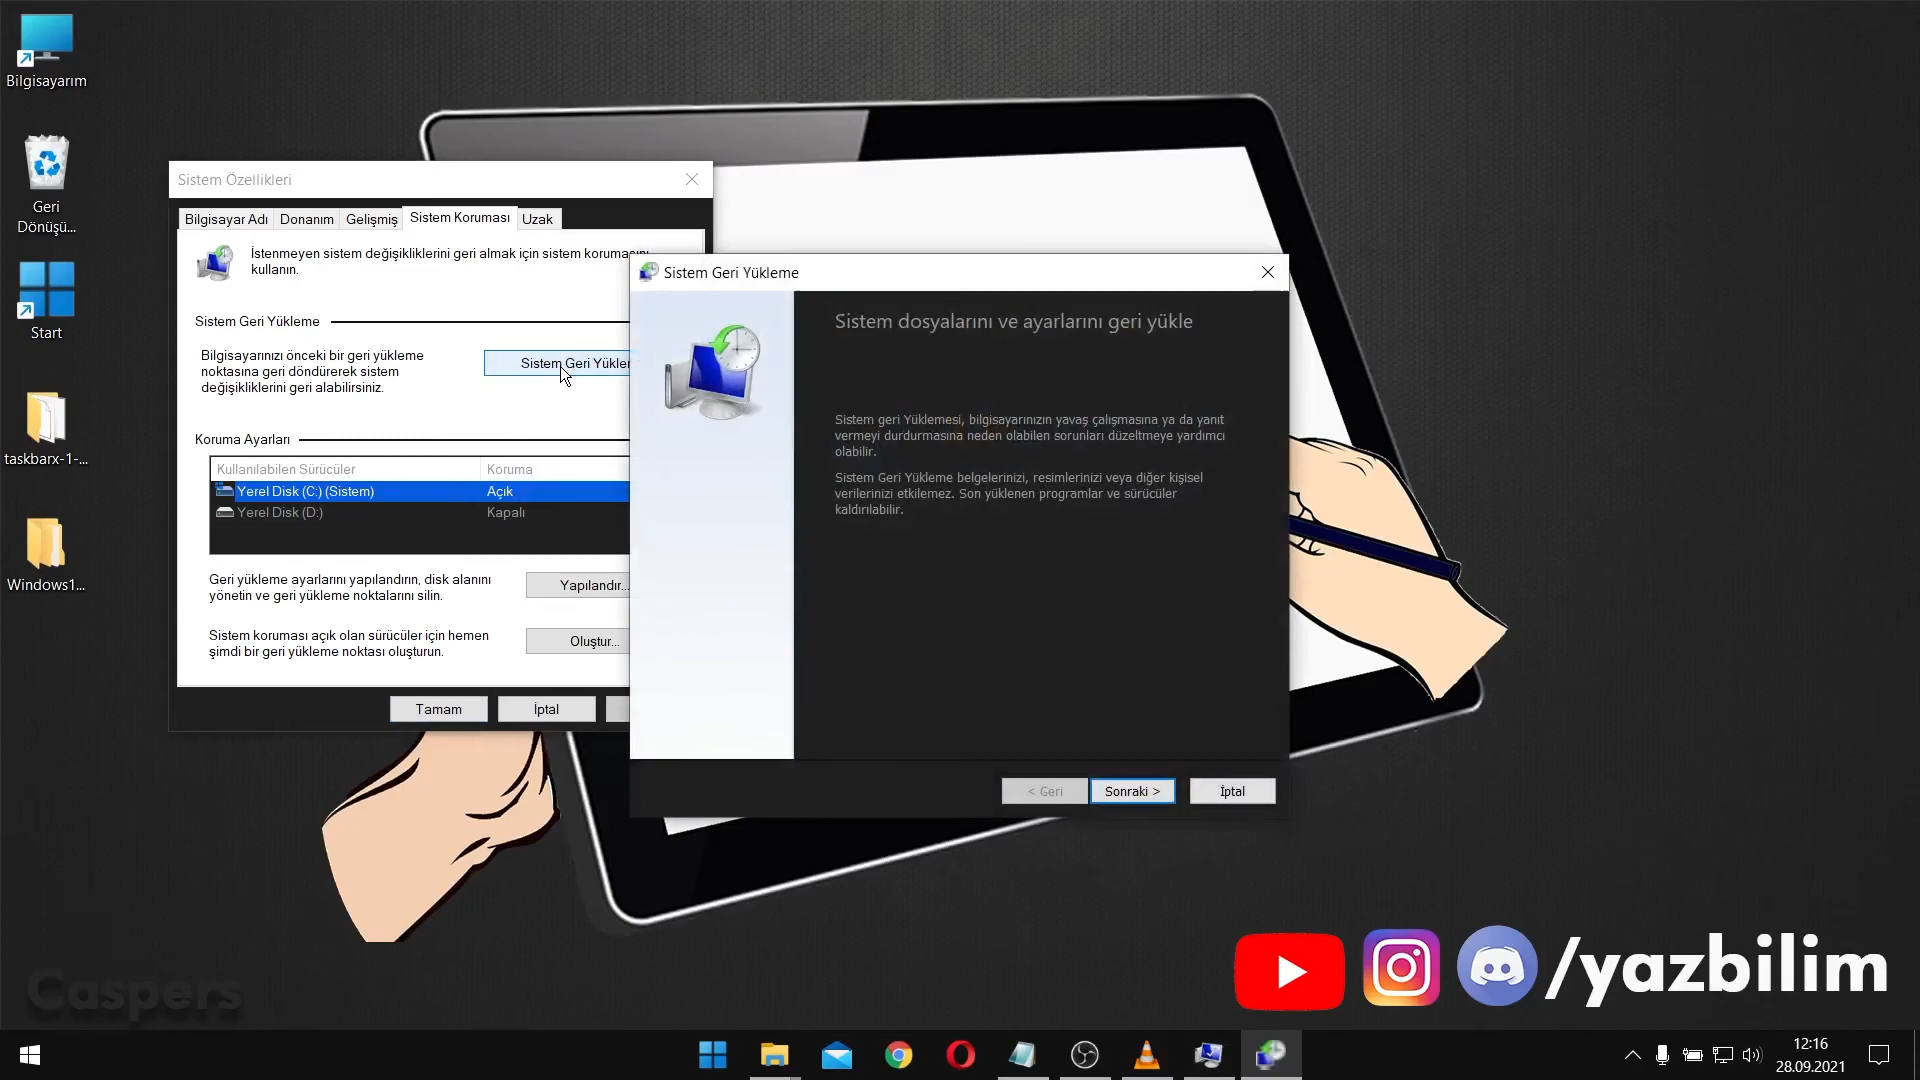 Bilgisayarım
Geri
Dönüşü...
Start
taskbarx-1-...
Windows1...
Sistem Özellikleri
Bilgisayar Adı
Donanım
Gelişmiş
Sistem Koruması
Uzak
İstenmeyen sistem değişikliklerini geri almak için sistem korumasını
kullanın.
Sistem Geri Yükleme
Bilgisayarınızı önceki bir geri yükleme
noktasına geri döndürerek sistem
değişikliklerini geri alabilirsiniz.
Sistem Geri Yükler
Koruma Ayarları
Kullanılabilen Sürücüler
Koruma
Yerel Disk (C:) (Sistem)
Açık
Yerel Disk (D:)
Kapalı
Geri yükleme ayarlarını yapılandırın, disk alanını
yönetin ve geri yükleme noktalarını silin.
Yapılandır...
Sistem koruması açık olan sürücüler için hemen
şimdi bir geri yükleme noktası oluşturun.
Oluştur...
Tamam
İptal
Sistem Geri Yükleme
Sistem dosyalarını ve ayarlarını geri yükle
Sistem geri Yüklemesi, bilgisayarınızın yavaş çalışmasına ya da yanıt
vermeyi durdurmasına neden olabilen sorunları düzeltmeye yardımcı
olabilir.
Sistem Geri Yükleme belgelerinizi, resimlerinizi veya diğer kişisel
verilerinizi etkilemez. Son yüklenen programlar ve sürücüler
kaldırılabilir.
< Geri
Sonraki >
İptal
Caspers
/yazbilim
12:16
28.09.2021